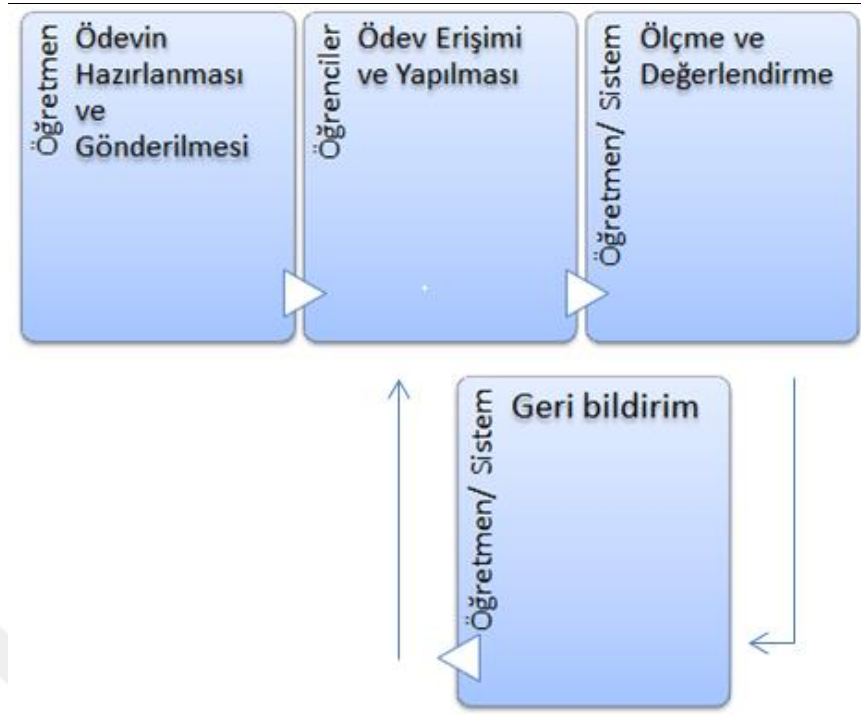 Öğretmen
Ödevin
Hazırlanması
ve
Gönderilmesi
Öğrenciler
Ödev Erişimi
ve Yapılması
Öğretmen/ Sistem
Ölçme ve
Değerlendirme
Öğretmen/ Sistem
Geri bildirim